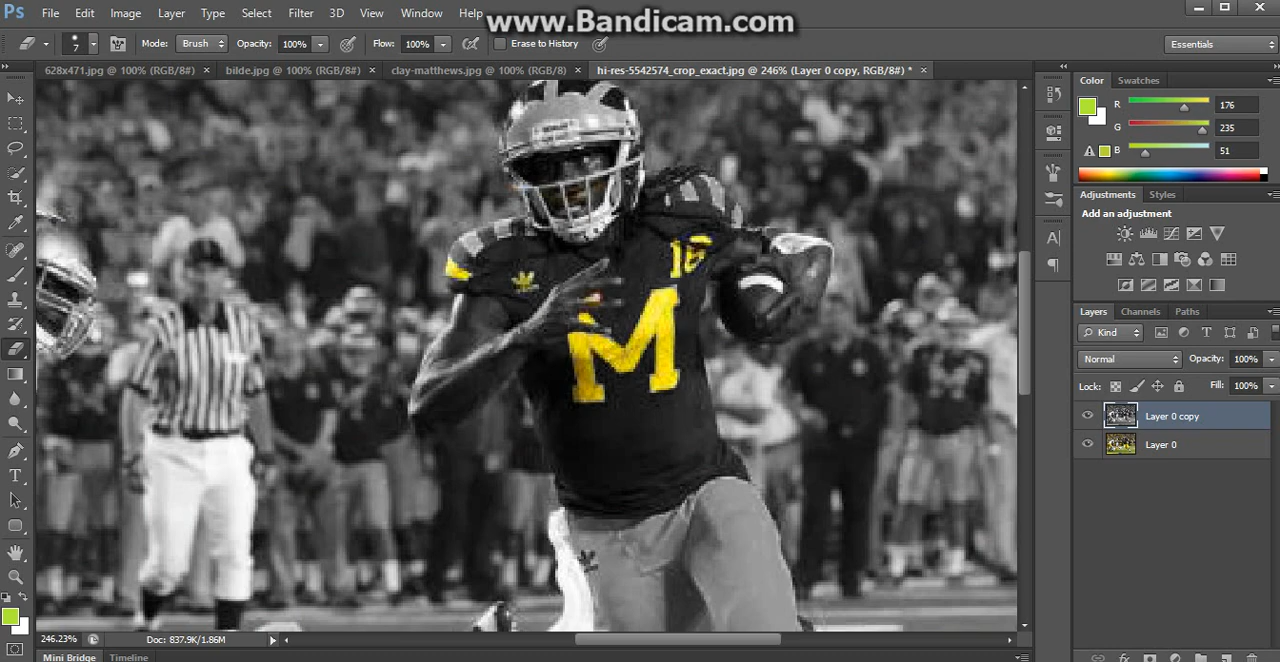 www.Bandicam.com
Ps File Edit Image Layer Type Select Filter 3D View Window Help
7 Mode: Brush Opacity: 100% Flow: 100% Erase to History Essentials
628x471.jpg @ 100% (RGB/8#) × bilde.jpg @ 100% (RGB/8#) × clay-matthews.jpg @ 100% (RGB/8) × hi-res-5542574_crop_exact.jpg @ 246% (Layer 0 copy, RGB/8#) * ×
Color Swatches
R 176
G 235
B 51
Adjustments Styles
Add an adjustment
Layers Channels Paths
Kind
Normal Opacity: 100%
Lock: Fill: 100%
Layer 0 copy
Layer 0
16
M
246.23% Doc: 837.9K/1.86M
Mini Bridge Timeline